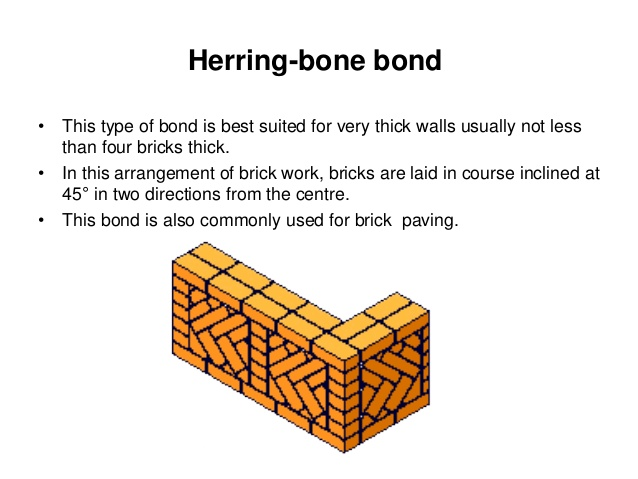 Herring-bone bond
• This type of bond is best suited for very thick walls usually not less
than four bricks thick.
• In this arrangement of brick work, bricks are laid in course inclined at
45° in two directions from the centre.
• This bond is also commonly used for brick  paving.